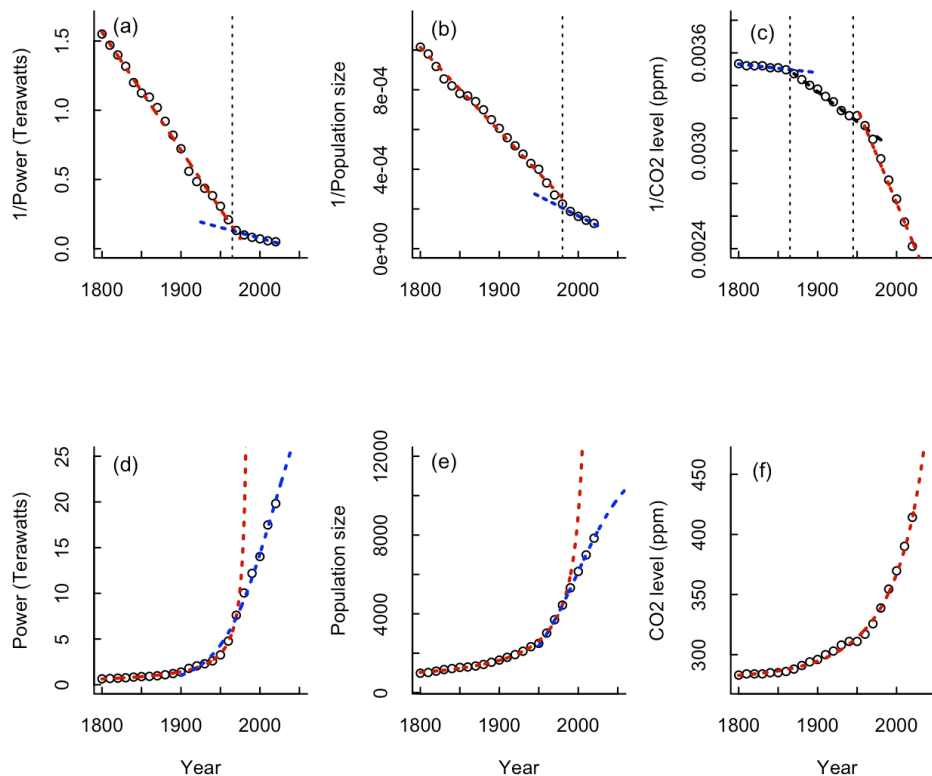 (a)
1/Power (Terawatts)
0.0
0.5
1.0
1.5
1800
1900
2000
(b)
1/Population size
0e+00
4e-04
8e-04
1800
1900
2000
(c)
1/CO2 level (ppm)
0.0024
0.0030
0.0036
1800
1900
2000
(d)
Power (Terawatts)
0
5
10
15
20
25
1800
1900
2000
Year
(e)
Population size
0
4000
8000
12000
1800
1900
2000
Year
(f)
CO2 level (ppm)
300
350
400
450
1800
1900
2000
Year